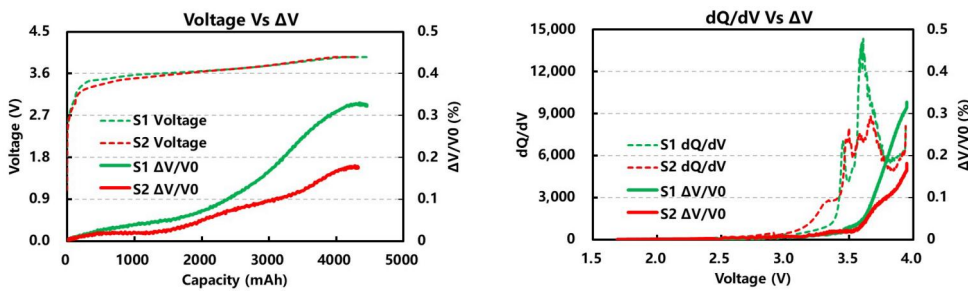 Voltage Vs ΔV
4.5
3.6
2.7
1.8
0.9
0.0
Voltage (V)
0.5
0.4
0.3
0.2
0.1
0
ΔV/V0 (%)
S1 Voltage
S2 Voltage
S1 ΔV/V0
S2 ΔV/V0
0 1000 2000 3000 4000 5000
Capacity (mAh)
dQ/dV Vs ΔV
15,000
12,000
9,000
6,000
3,000
0
dQ/dV
0.5
0.4
0.3
0.2
0.1
0
ΔV/V0 (%)
S1 dQ/dV
S2 dQ/dV
S1 ΔV/V0
S2 ΔV/V0
1.5 2.0 2.5 3.0 3.5 4.0
Voltage (V)